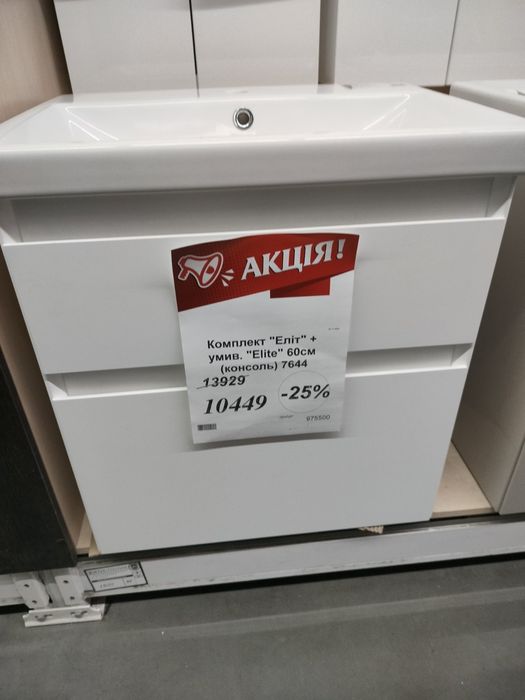 АКЦІЯ!
Комплект "Еліт" +
умив. "Elite" 60см
(консоль) 7644
13929
10449
-25%
975500